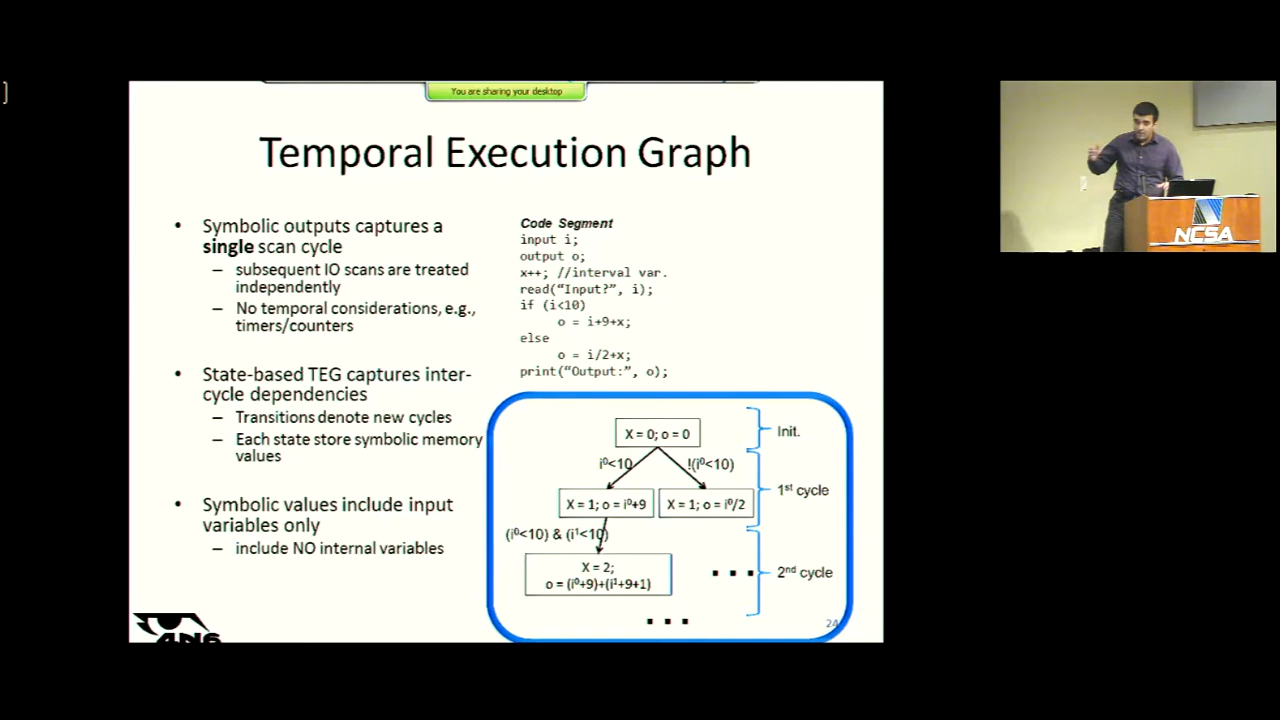 ]
You are sharing your desktop
Temporal Execution Graph
• Symbolic outputs captures a
single scan cycle
– subsequent IO scans are treated
independently
– No temporal considerations, e.g.,
timers/counters
• State-based TEG captures inter-
cycle dependencies
– Transitions denote new cycles
– Each state store symbolic memory
values
• Symbolic values include input
variables only
– include NO internal variables
Code Segment
input i;
output o;
x++; //interval var.
read("Input?", i);
if (i<10)
o = i+9+x;
else
o = i/2+x;
print("Output:", o);
X = 0; o = 0
Init.
i⁰<10
!(i⁰<10)
X = 1; o = i⁰+9
X = 1; o = i⁰/2
1st cycle
(i⁰<10) & (i¹<10)
X = 2;
o = (i⁰+9)+(i¹+9+1)
...
2nd cycle
...
24
4N6
NCSA